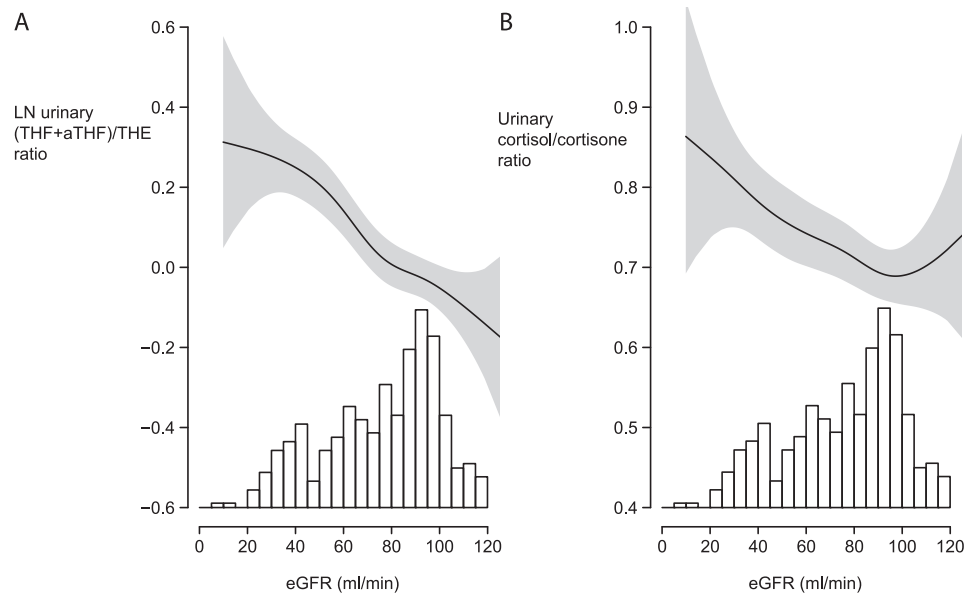 A
0.6
0.4
0.2
0.0
−0.2
−0.4
−0.6
LN urinary
(THF+aTHF)/THE
ratio
0 20 40 60 80 100 120
eGFR (ml/min)
B
1.0
0.9
0.8
0.7
0.6
0.5
0.4
Urinary
cortisol/cortisone
ratio
0 20 40 60 80 100 120
eGFR (ml/min)